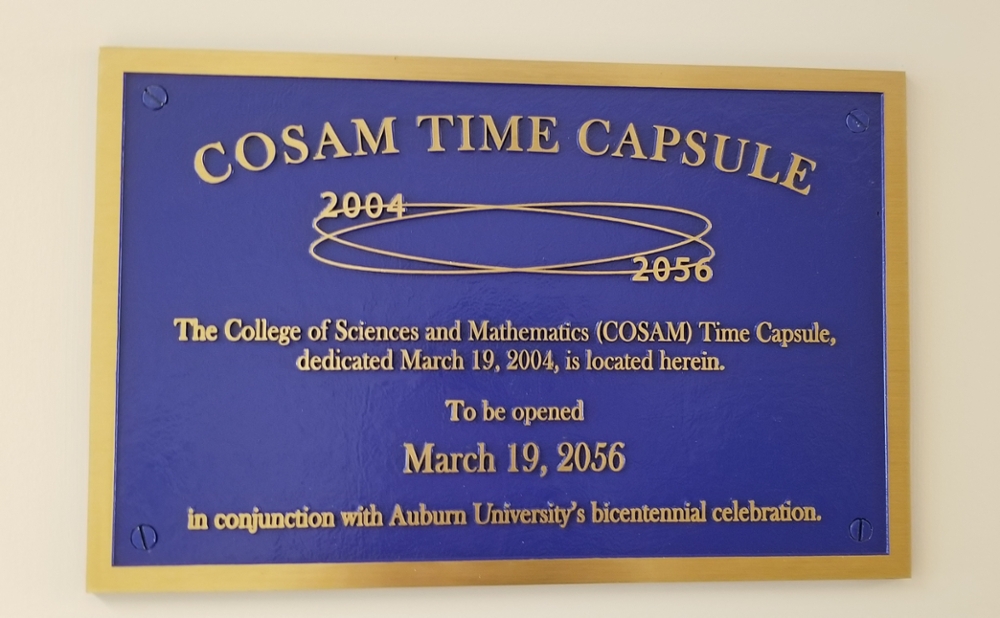 COSAM TIME CAPSULE
2004
2056
The College of Sciences and Mathematics (COSAM) Time Capsule,
dedicated March 19, 2004, is located herein.
To be opened
March 19, 2056
in conjunction with Auburn University's bicentennial celebration.